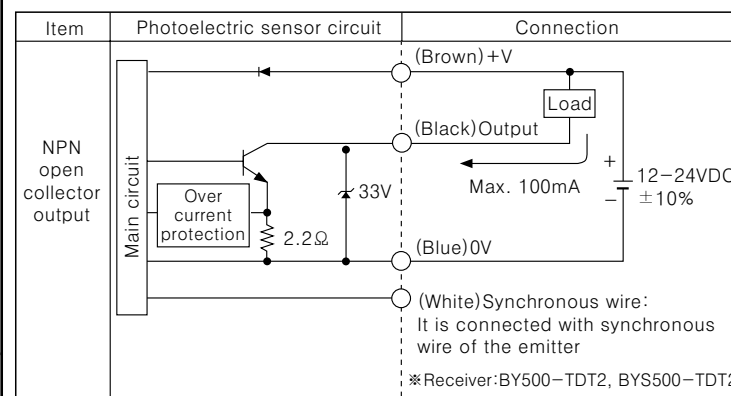 Item
Photoelectric sensor circuit
Connection
NPN
open
collector
output
Main circuit
Over
current
protection
2.2Ω
33V
(Brown)+V
Load
(Black)Output
Max. 100mA
+
−
12−24VDC
±10%
(Blue)0V
(White)Synchronous wire:
It is connected with synchronous
wire of the emitter
※Receiver:BY500−TDT2, BYS500−TDT2